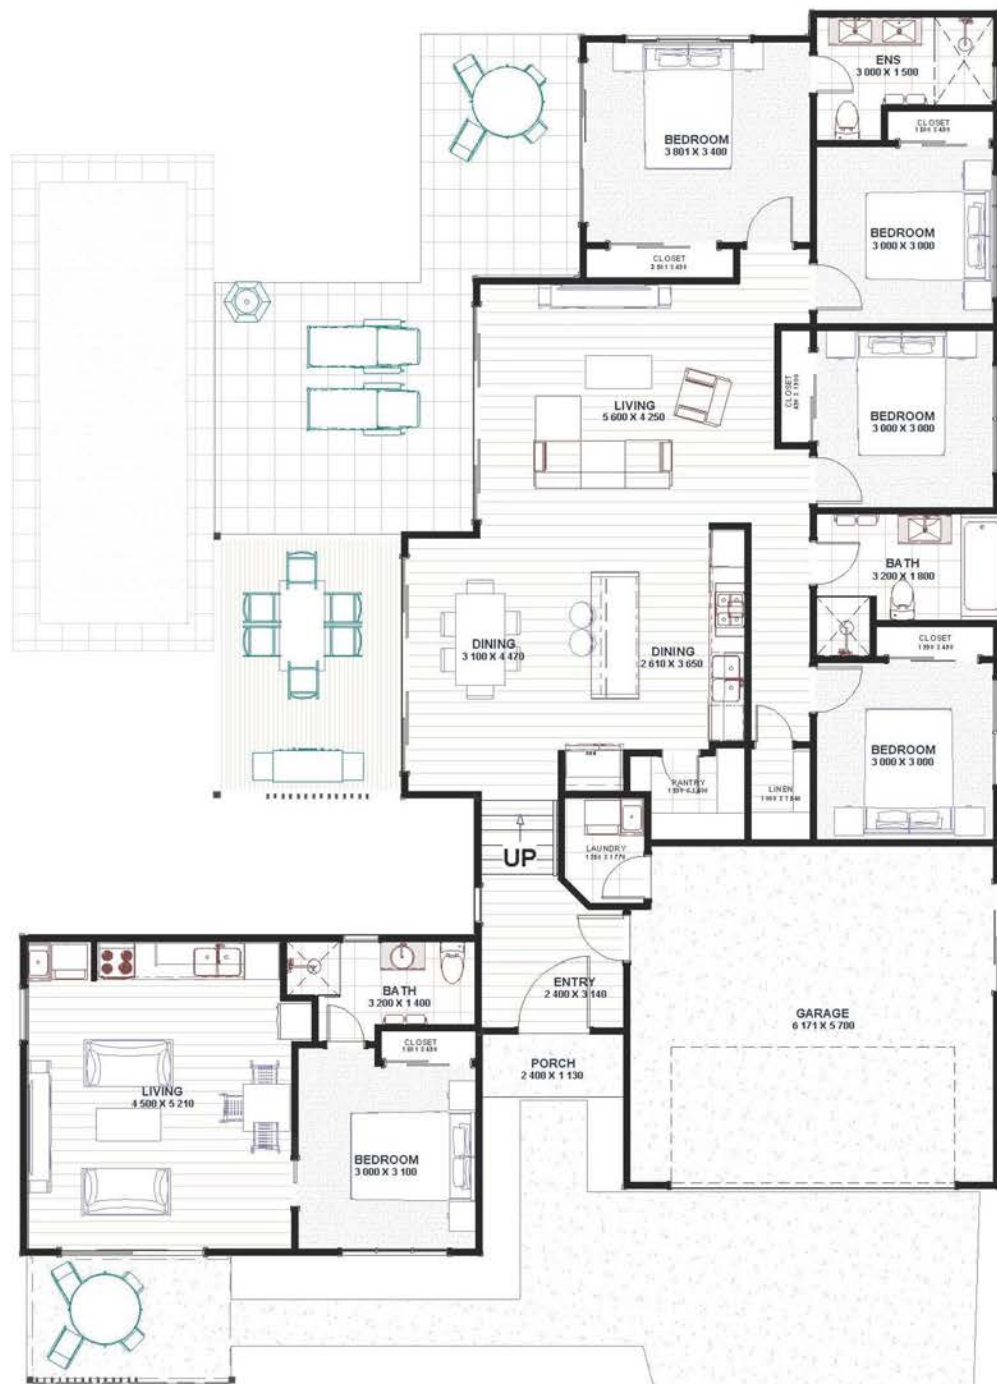 ENS
3 000 X 1 500
CLOSET
BEDROOM
3 801 X 3 400
BEDROOM
3 000 X 3 000
CLOSET
LIVING
5 600 X 4 250
CLOSET
BEDROOM
3 000 X 3 000
BATH
3 200 X 1 800
DINING
3 100 X 4 470
DINING
2 610 X 3 650
CLOSET
BEDROOM
3 000 X 3 000
PANTRY
LINEN
UP
LAUNDRY
ENTRY
2 400 X 3 140
BATH
3 200 X 1 400
GARAGE
6 171 X 5 700
CLOSET
PORCH
2 400 X 1 130
LIVING
4 500 X 5 210
BEDROOM
3 000 X 3 100